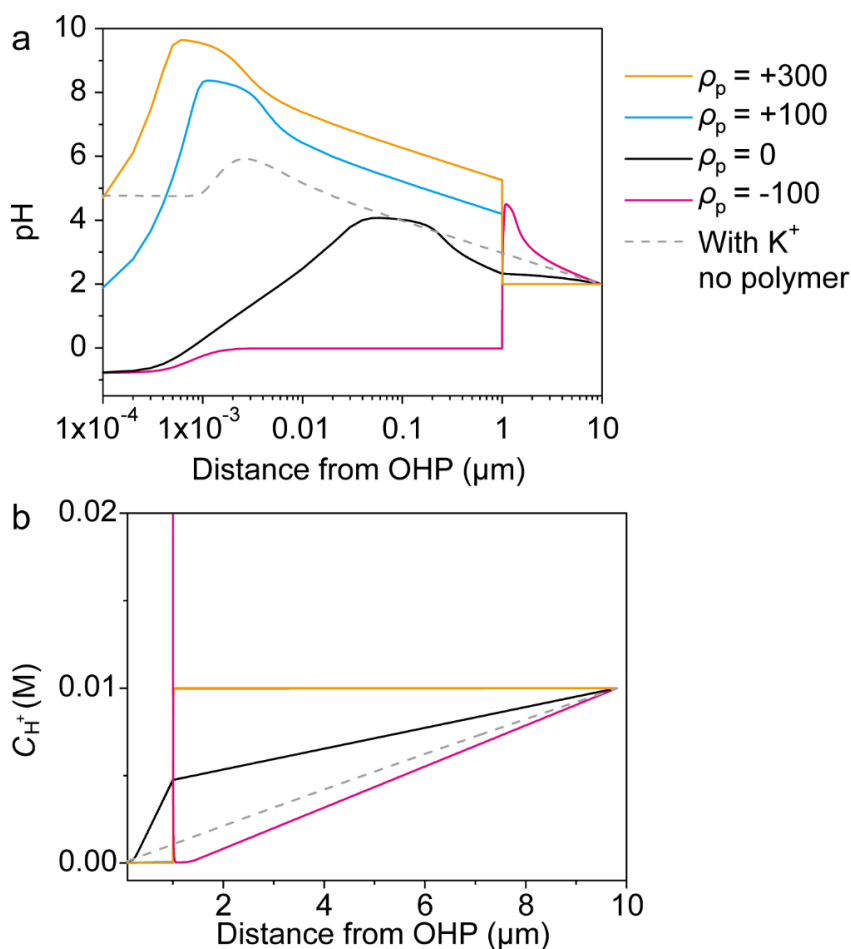 a
10
8
6
4
2
0
pH
1x10⁻⁴
1x10⁻³
0.01
0.1
1
10
Distance from OHP (µm)
ρₚ = +300
ρₚ = +100
ρₚ = 0
ρₚ = -100
With K⁺
no polymer
b
0.02
0.01
0.00
C_H⁺ (M)
2
4
6
8
10
Distance from OHP (µm)